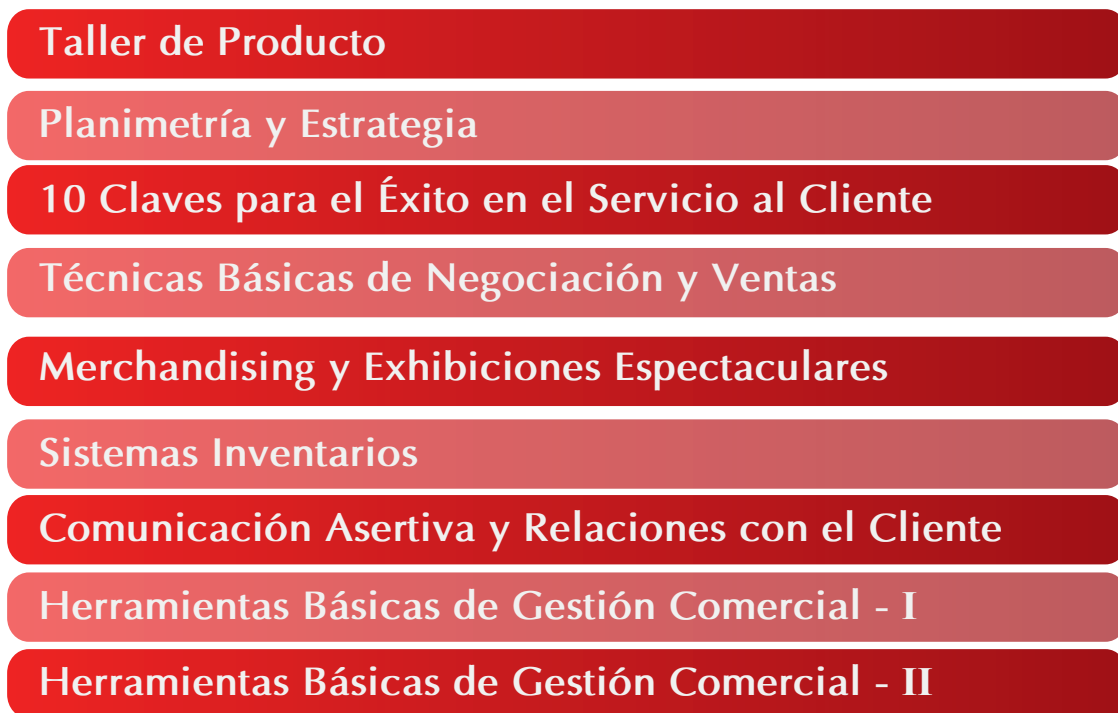 Taller de Producto
Planimetría y Estrategia
10 Claves para el Éxito en el Servicio al Cliente
Técnicas Básicas de Negociación y Ventas
Merchandising y Exhibiciones Espectaculares
Sistemas Inventarios
Comunicación Asertiva y Relaciones con el Cliente
Herramientas Básicas de Gestión Comercial - I
Herramientas Básicas de Gestión Comercial - II